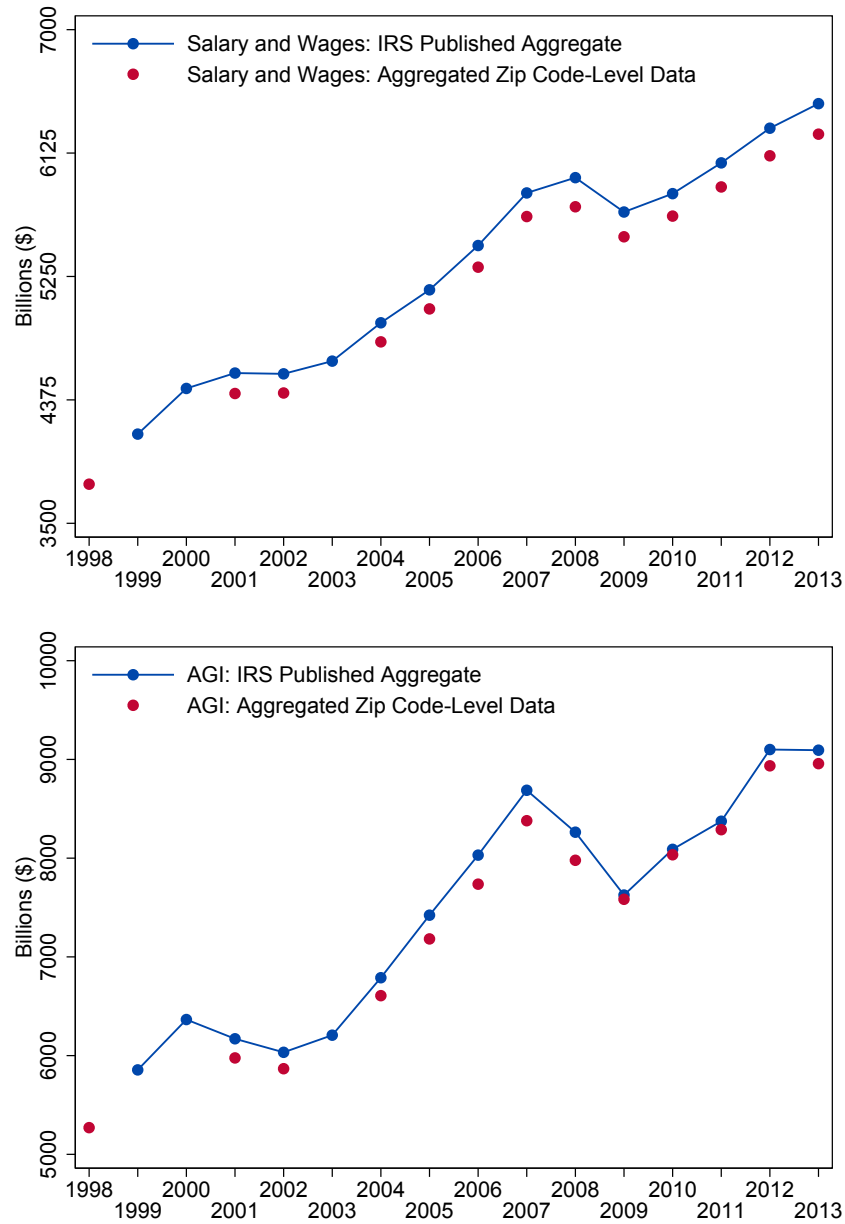 Salary and Wages: IRS Published Aggregate
Salary and Wages: Aggregated Zip Code-Level Data
Billions ($)
7000
6125
5250
4375
3500
1998 2000 2002 2004 2006 2008 2010 2012
1999 2001 2003 2005 2007 2009 2011 2013
AGI: IRS Published Aggregate
AGI: Aggregated Zip Code-Level Data
Billions ($)
10000
9000
8000
7000
6000
5000
1998 2000 2002 2004 2006 2008 2010 2012
1999 2001 2003 2005 2007 2009 2011 2013